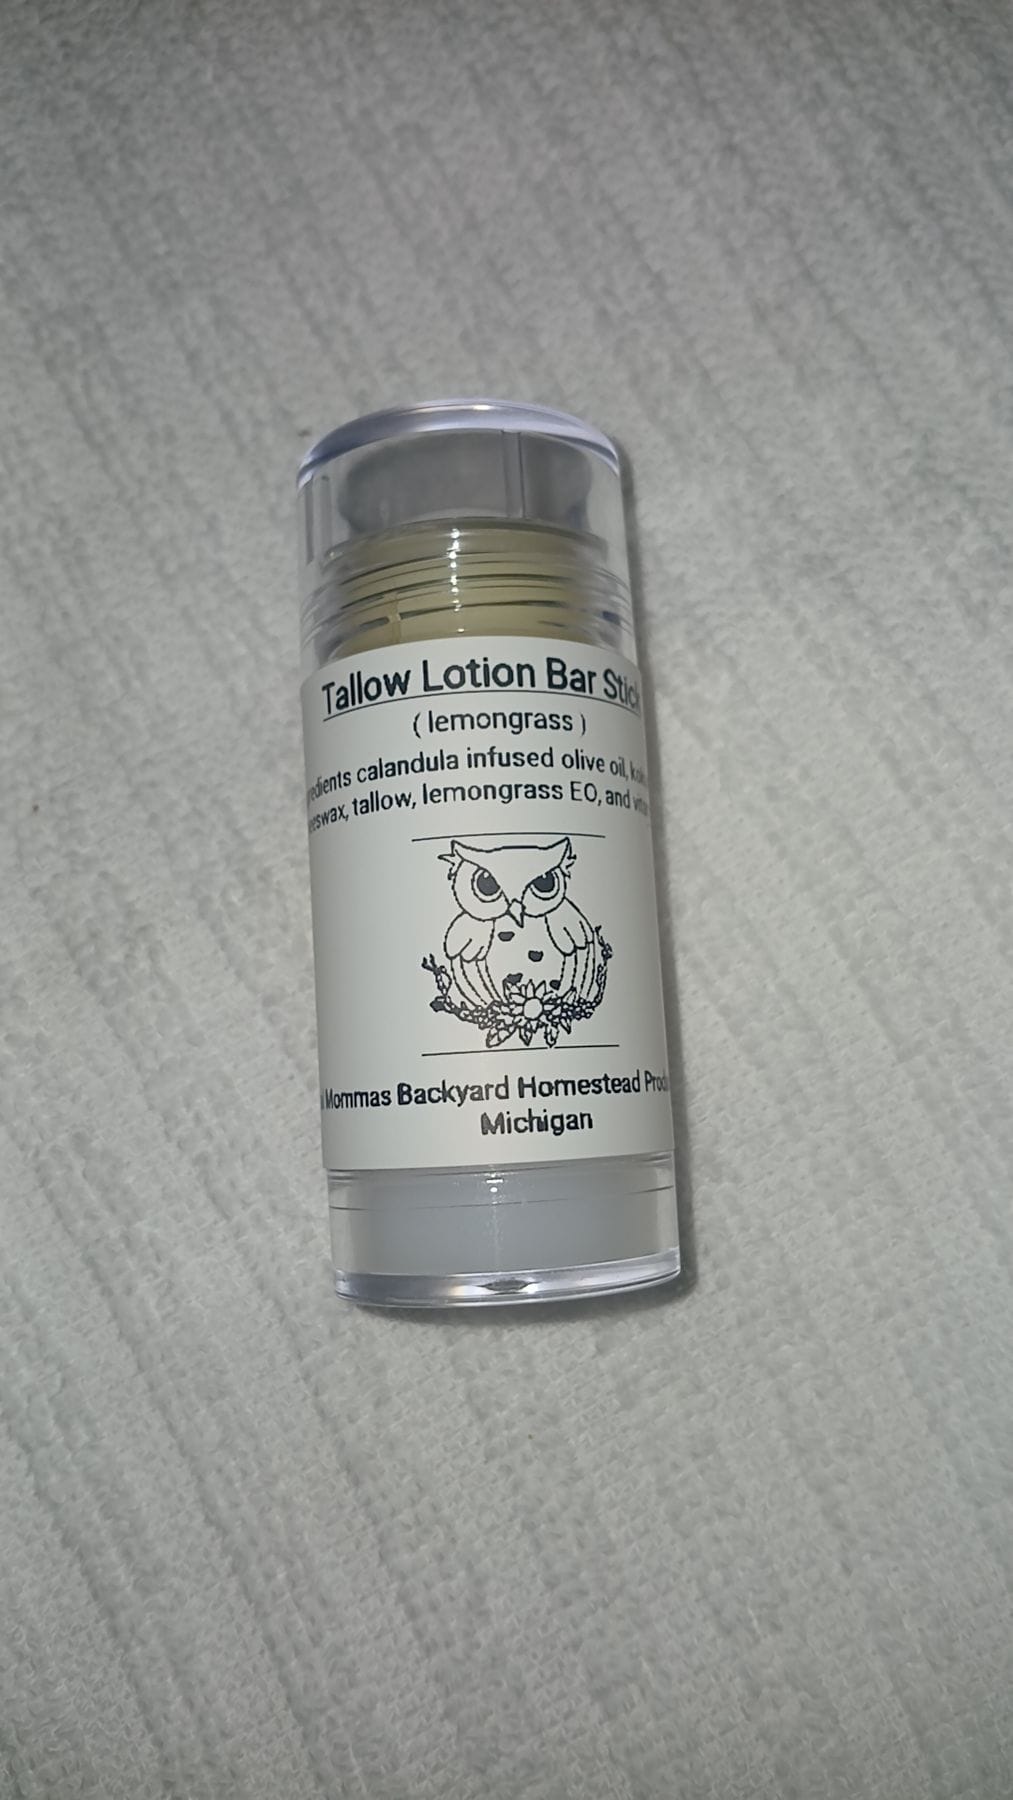 Tallow Lotion Bar Stick
( lemongrass )
calandula infused olive oil,
tallow, lemongrass EO, and
Mommas Backyard Homestead
Michigan